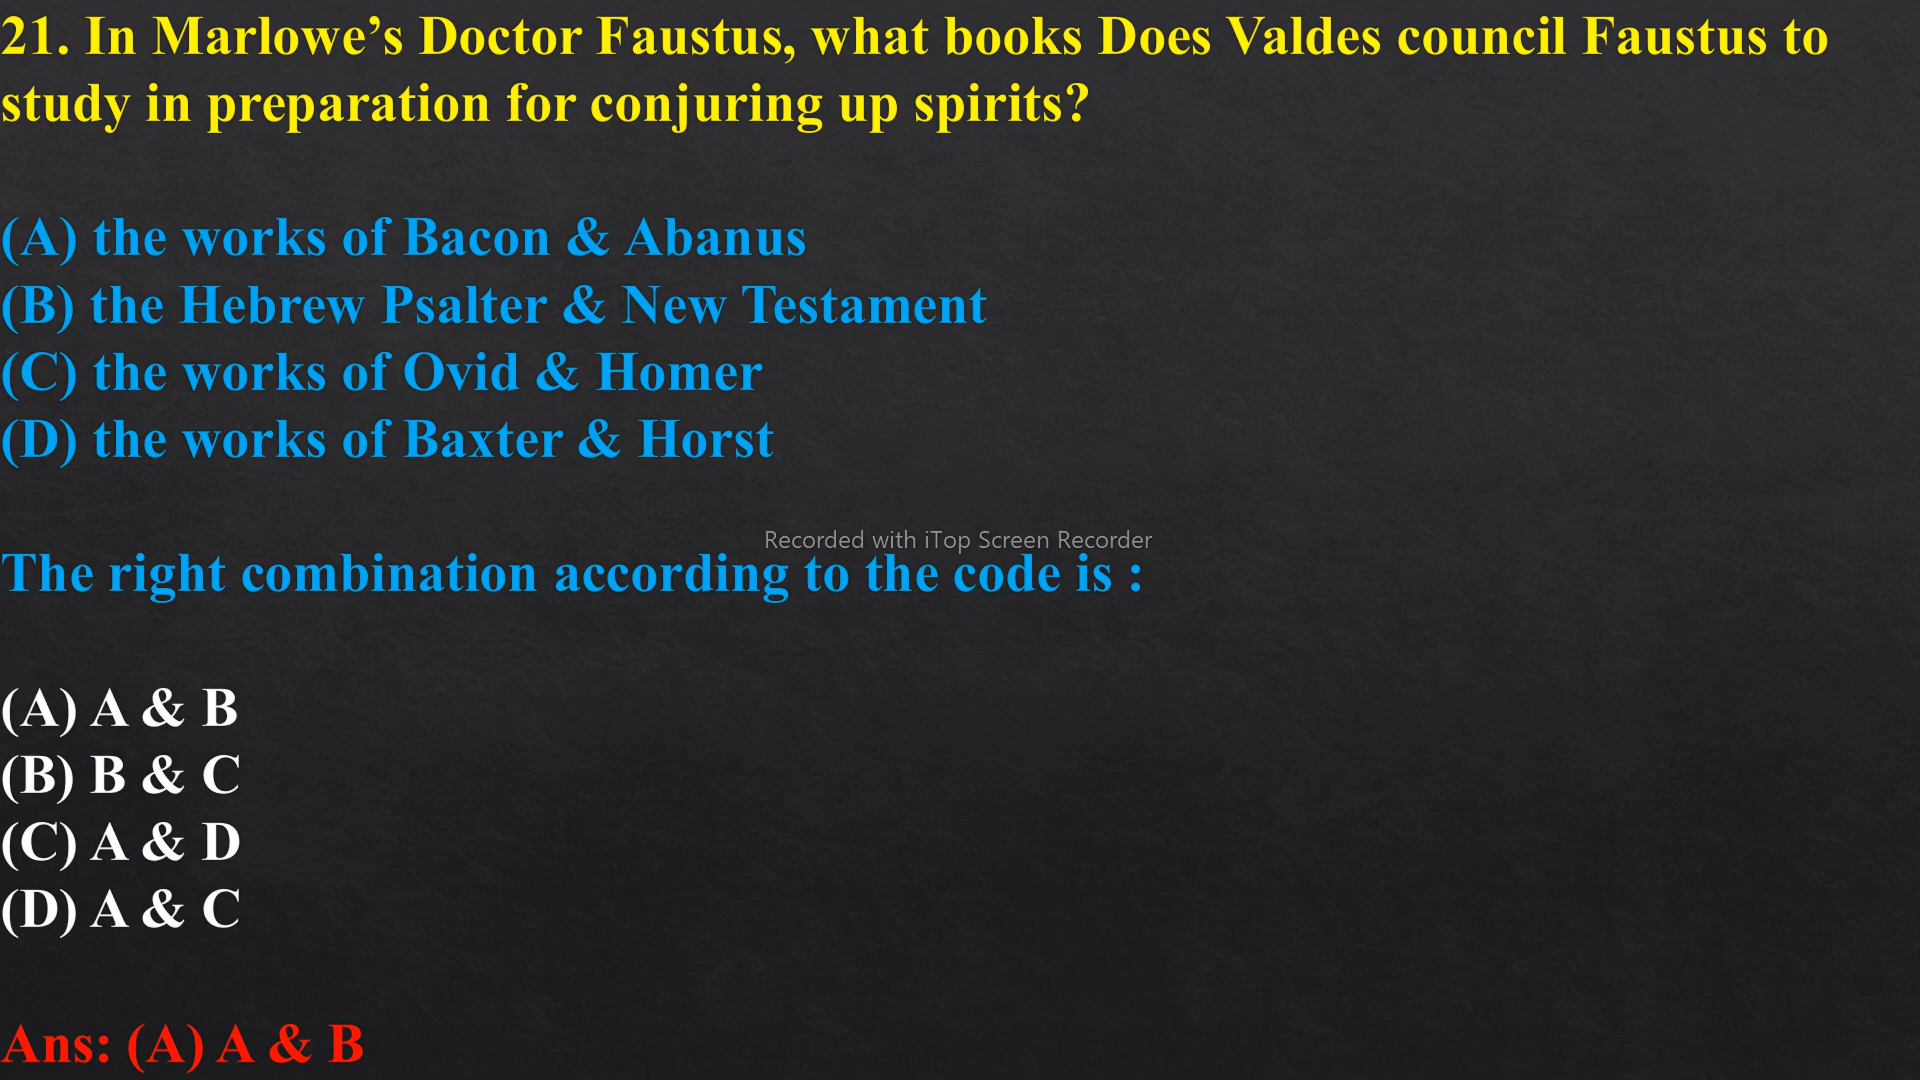 21. In Marlowe’s Doctor Faustus, what books Does Valdes council Faustus to
study in preparation for conjuring up spirits?
(A) the works of Bacon & Abanus
(B) the Hebrew Psalter & New Testament
(C) the works of Ovid & Homer
(D) the works of Baxter & Horst
Recorded with iTop Screen Recorder
The right combination according to the code is :
(A) A & B
(B) B & C
(C) A & D
(D) A & C
Ans: (A) A & B